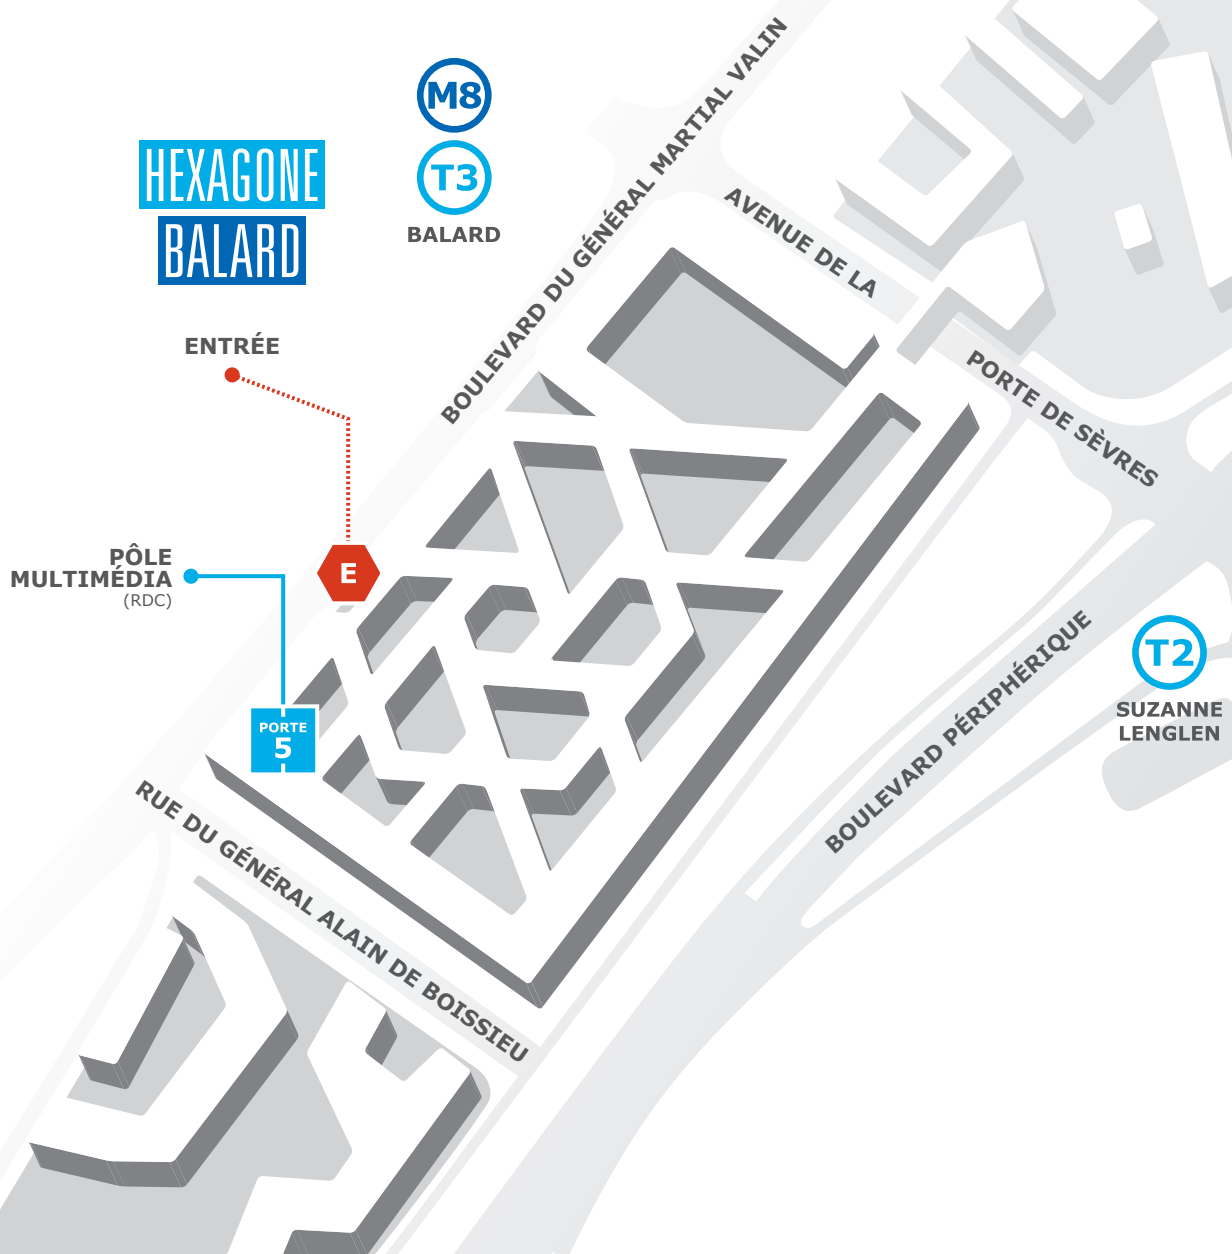 M8
T3
BALARD
HEXAGONE
BALARD
ENTRÉE
E
PÔLE
MULTIMÉDIA
(RDC)
PORTE
5
BOULEVARD DU GÉNÉRAL MARTIAL VALIN
AVENUE DE LA
PORTE DE SÈVRES
T2
SUZANNE
LENGLEN
BOULEVARD PÉRIPHÉRIQUE
RUE DU GÉNÉRAL ALAIN DE BOISSIEU